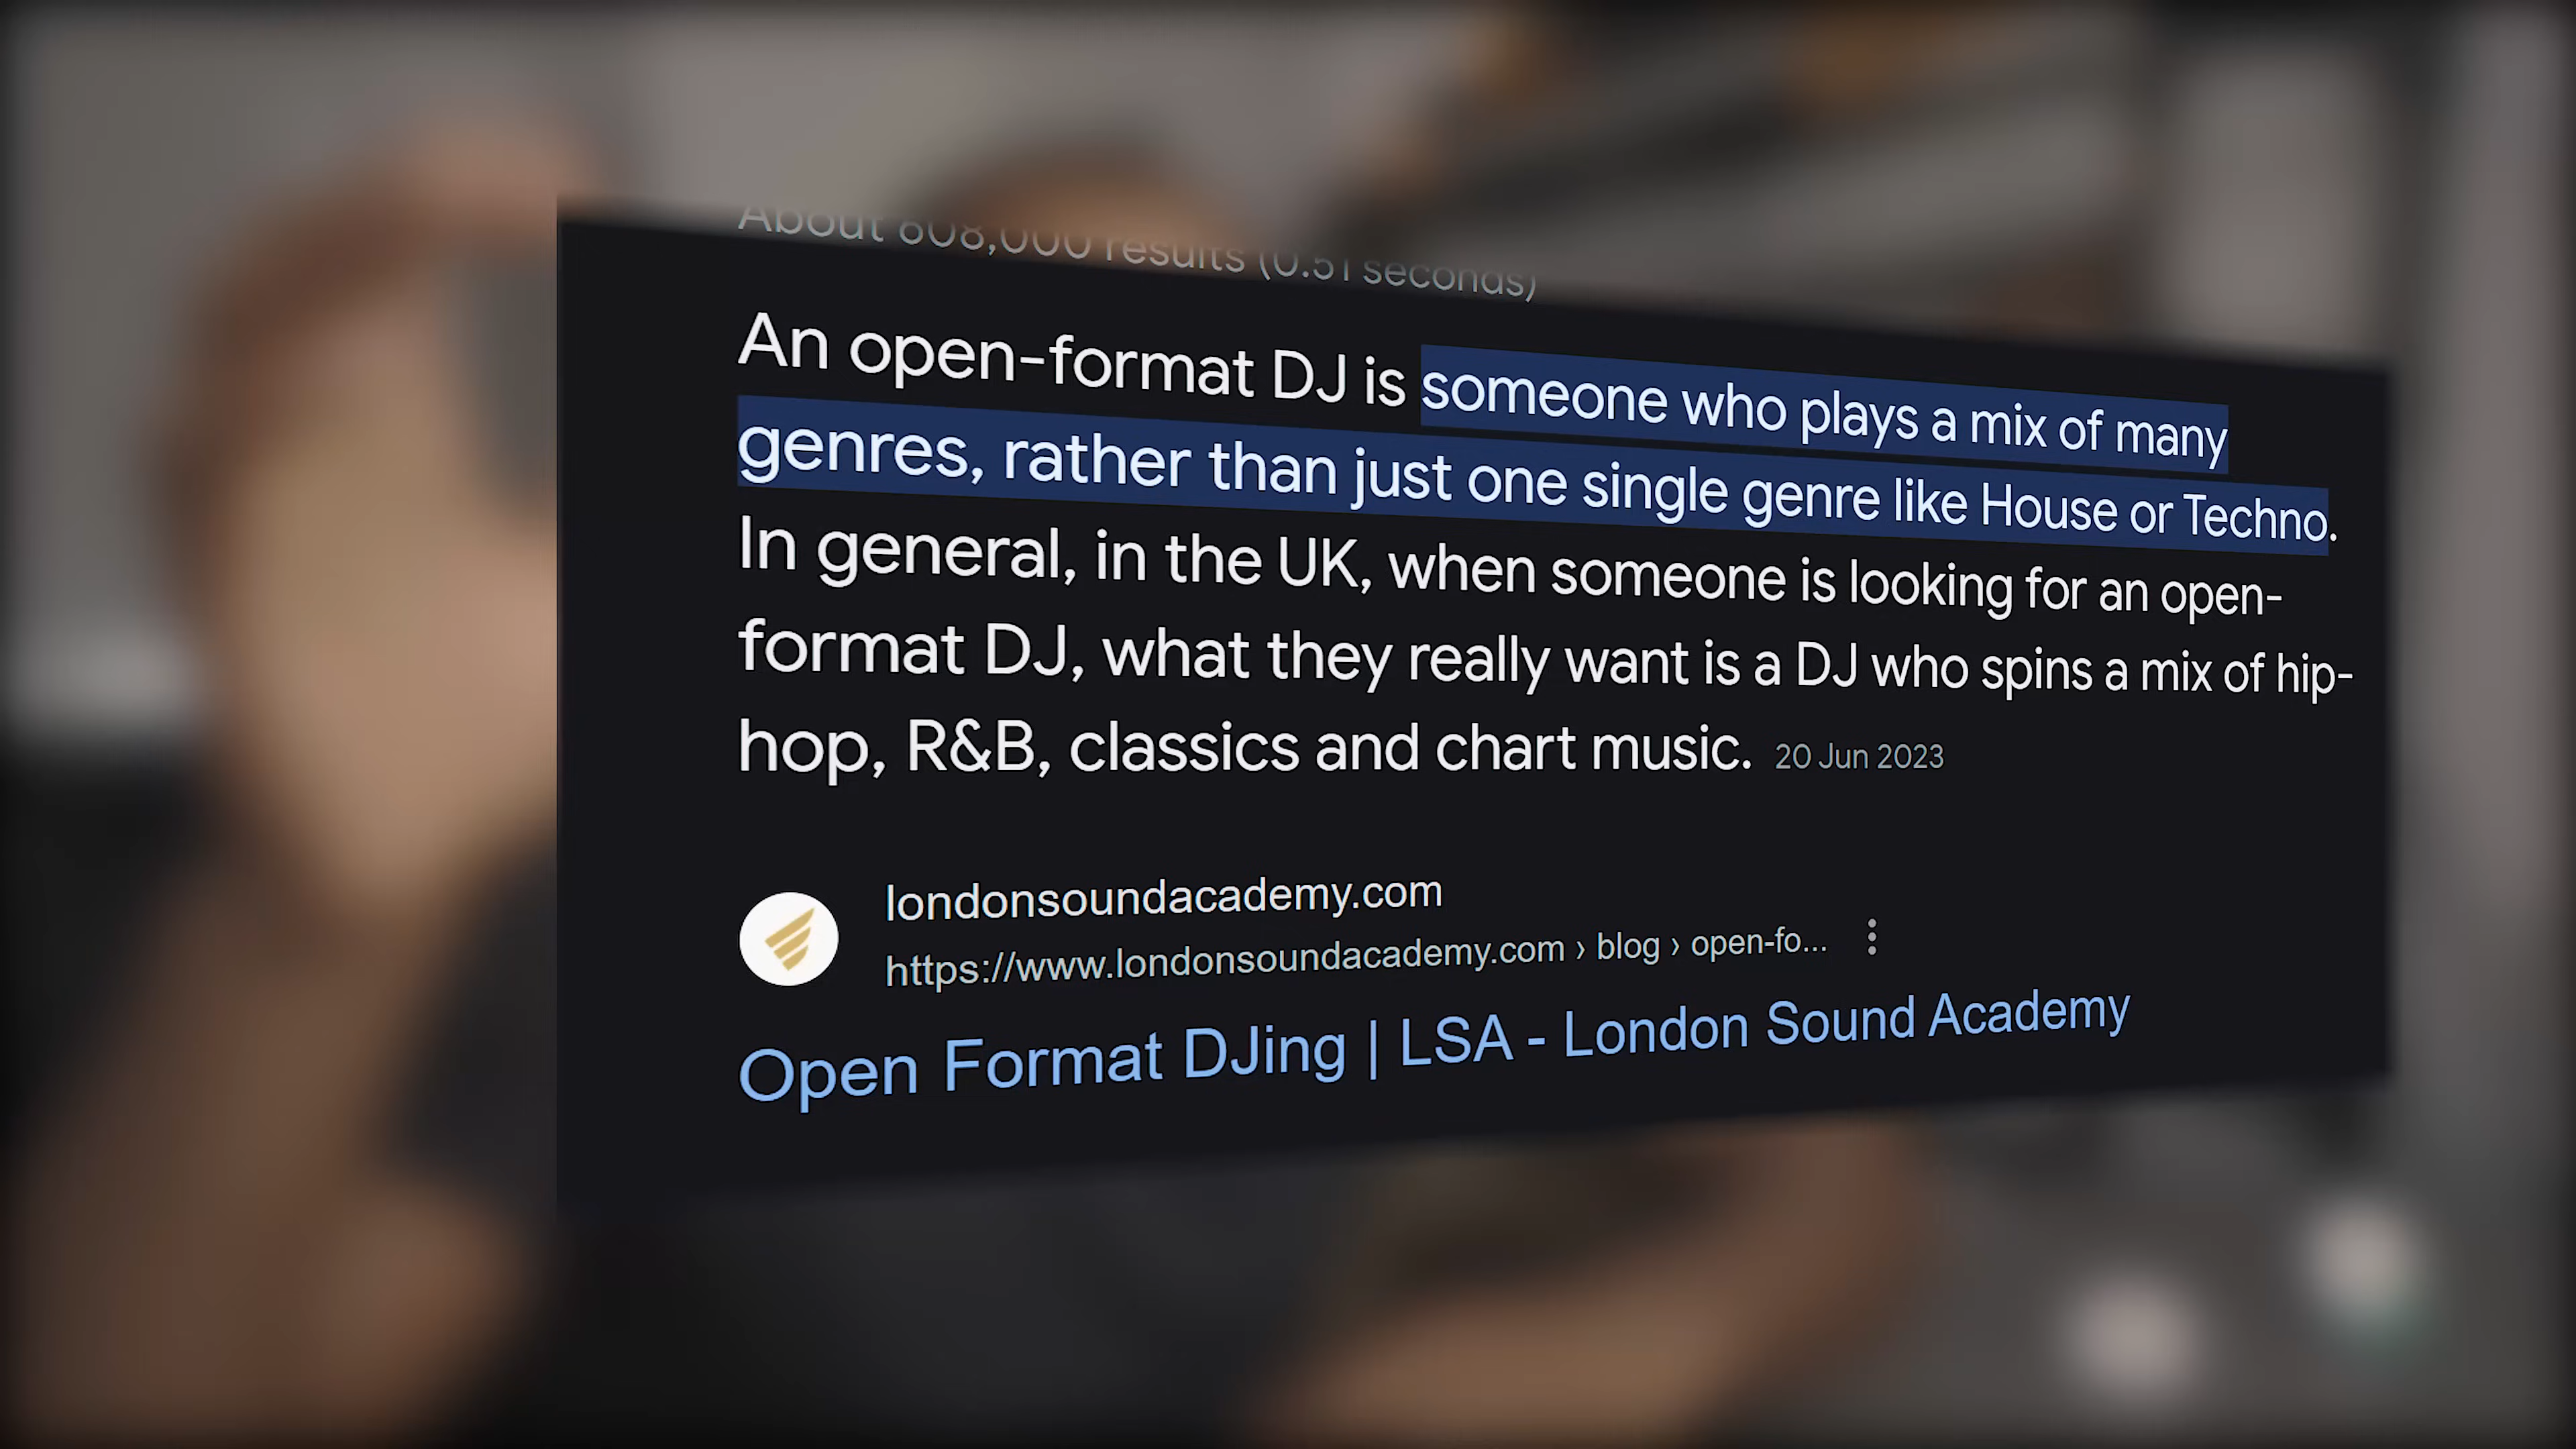 About 608,000 results (0.51 seconds)
An open-format DJ is someone who plays a mix of many
genres, rather than just one single genre like House or Techno.
In general, in the UK, when someone is looking for an open-
format DJ, what they really want is a DJ who spins a mix of hip-
hop, R&B, classics and chart music. 20 Jun 2023
londonsoundacademy.com
https://www.londonsoundacademy.com › blog › open-fo...
Open Format DJing | LSA - London Sound Academy